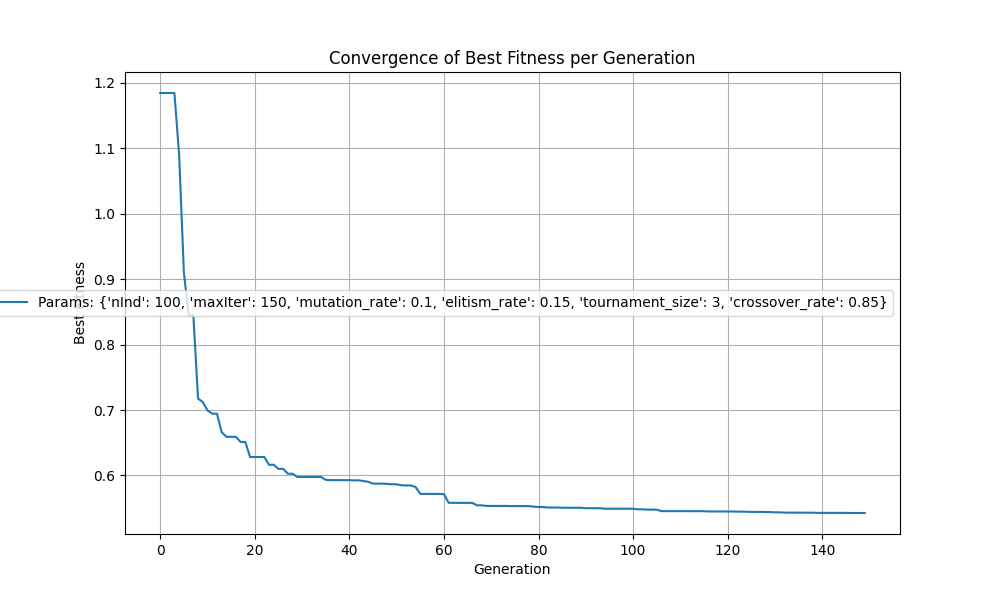 Convergence of Best Fitness per Generation
1.2
1.1
1.0
0.9
0.8
0.7
0.6
Best Fitness
Params: {'nInd': 100, 'maxIter': 150, 'mutation_rate': 0.1, 'elitism_rate': 0.15, 'tournament_size': 3, 'crossover_rate': 0.85}
0 20 40 60 80 100 120 140
Generation